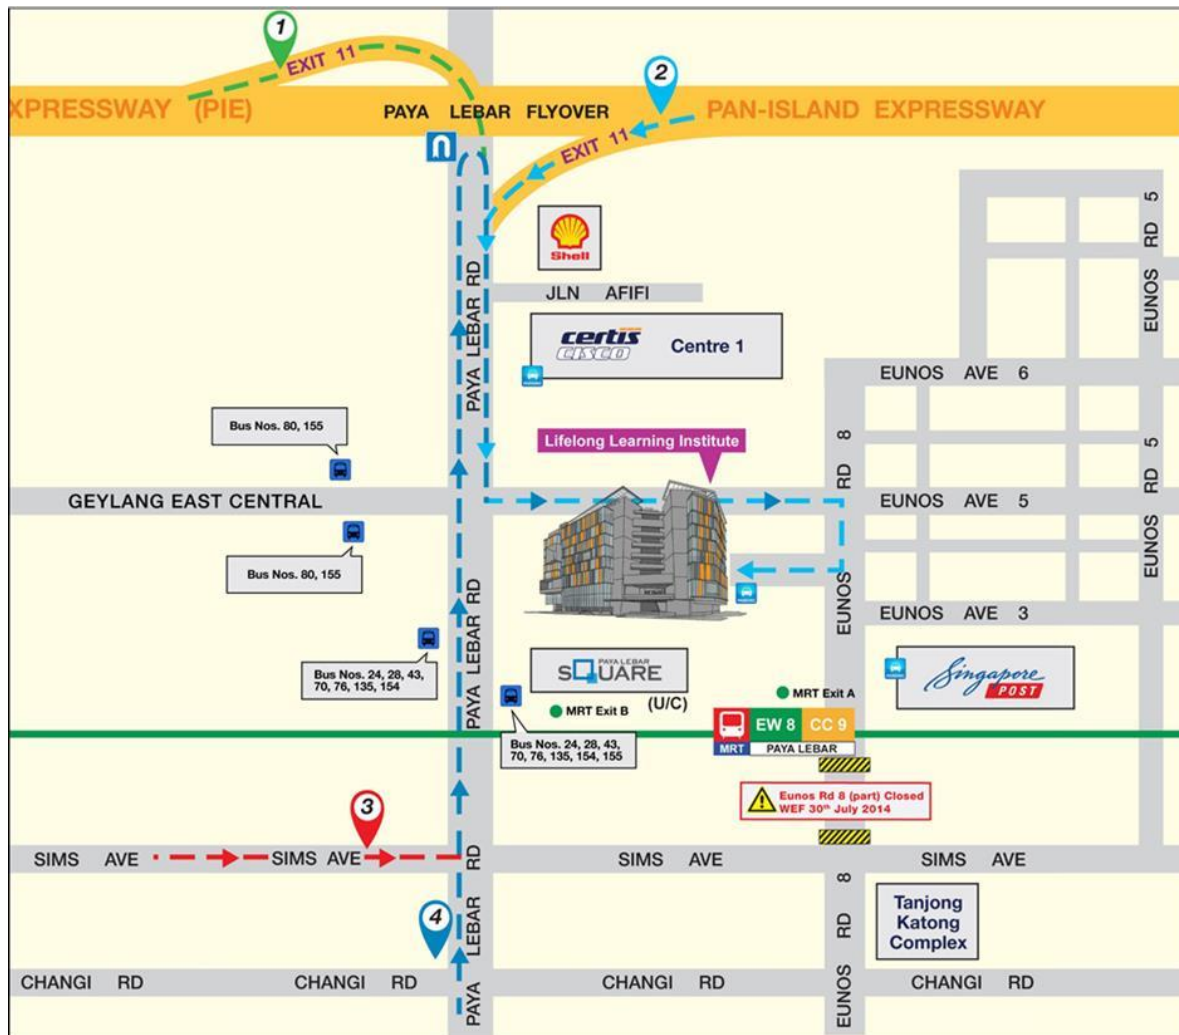 1
EXIT 11
2
XPRESSWAY (PIE)
PAYA LEBAR FLYOVER
PAN-ISLAND EXPRESSWAY
EXIT 11
Shell
PAYA LEBAR RD
JLN AFIFI
EUNOS RD 5
certis
CISCO
Centre 1
EUNOS AVE 6
Bus Nos. 80, 155
Lifelong Learning Institute
EUNOS RD 8
EUNOS RD 5
GEYLANG EAST CENTRAL
EUNOS AVE 5
Bus Nos. 80, 155
PAYA LEBAR RD
EUNOS AVE 3
Bus Nos. 24, 28, 43,
70, 76, 135, 154
PAYA LEBAR
SQUARE
(U/C)
Singapore
POST
MRT Exit A
MRT Exit B
EW 8
CC 9
MRT
PAYA LEBAR
Bus Nos. 24, 28, 43,
70, 76, 135, 154, 155
Eunos Rd 8 (part) Closed
WEF 30th July 2014
3
SIMS AVE
SIMS AVE
SIMS AVE
SIMS AVE
4
PAYA LEBAR RD
EUNOS RD 8
Tanjong
Katong
Complex
CHANGI RD
CHANGI RD
CHANGI RD
CHANGI RD